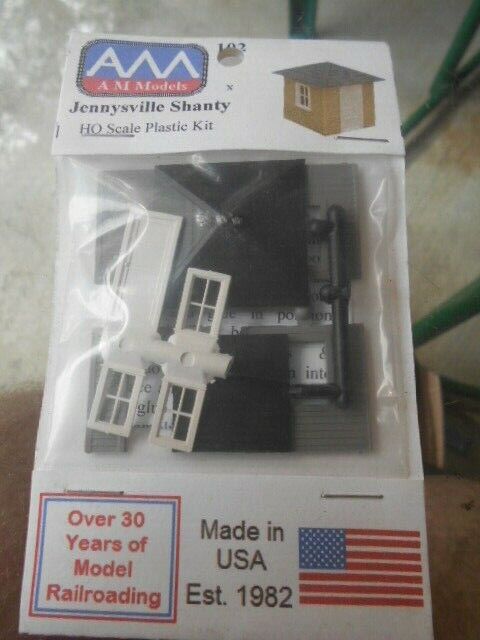 102
AM
A M Models
x
Jennysville Shanty
HO Scale Plastic Kit
into
Over 30
Years of
Model
Railroading
Made in
USA
Est. 1982